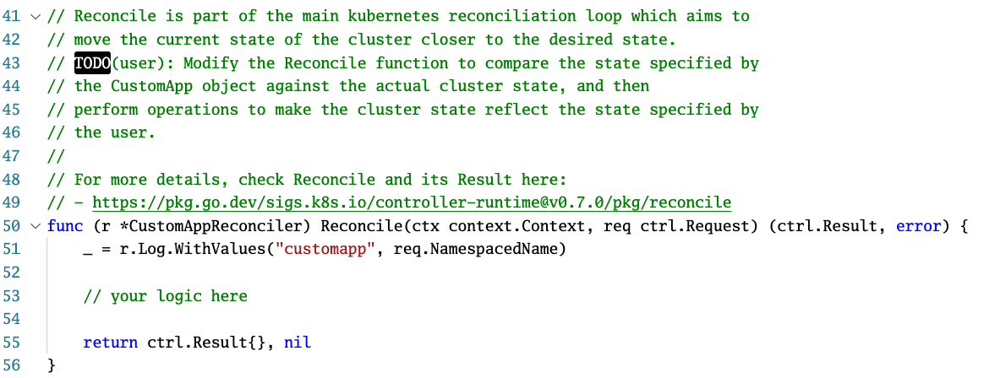 41 // Reconcile is part of the main kubernetes reconciliation loop which aims to
42 // move the current state of the cluster closer to the desired state.
43 // TODO(user): Modify the Reconcile function to compare the state specified by
44 // the CustomApp object against the actual cluster state, and then
45 // perform operations to make the cluster state reflect the state specified by
46 // the user.
47 //
48 // For more details, check Reconcile and its Result here:
49 // - https://pkg.go.dev/sigs.k8s.io/controller-runtime@v0.7.0/pkg/reconcile
50 func (r *CustomAppReconciler) Reconcile(ctx context.Context, req ctrl.Request) (ctrl.Result, error) {
51     _ = r.Log.WithValues("customapp", req.NamespacedName)
52
53     // your logic here
54
55     return ctrl.Result{}, nil
56 }